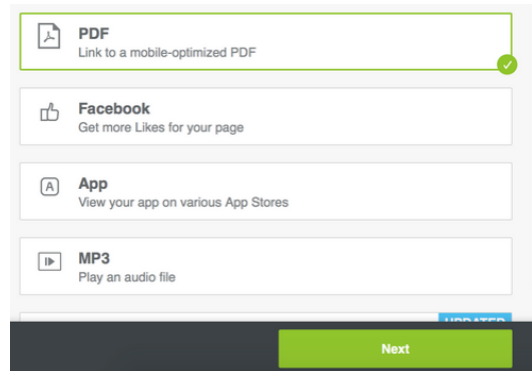 PDF
Link to a mobile-optimized PDF
Facebook
Get more Likes for your page
A
App
View your app on various App Stores
MP3
Play an audio file
UPDATED
Next